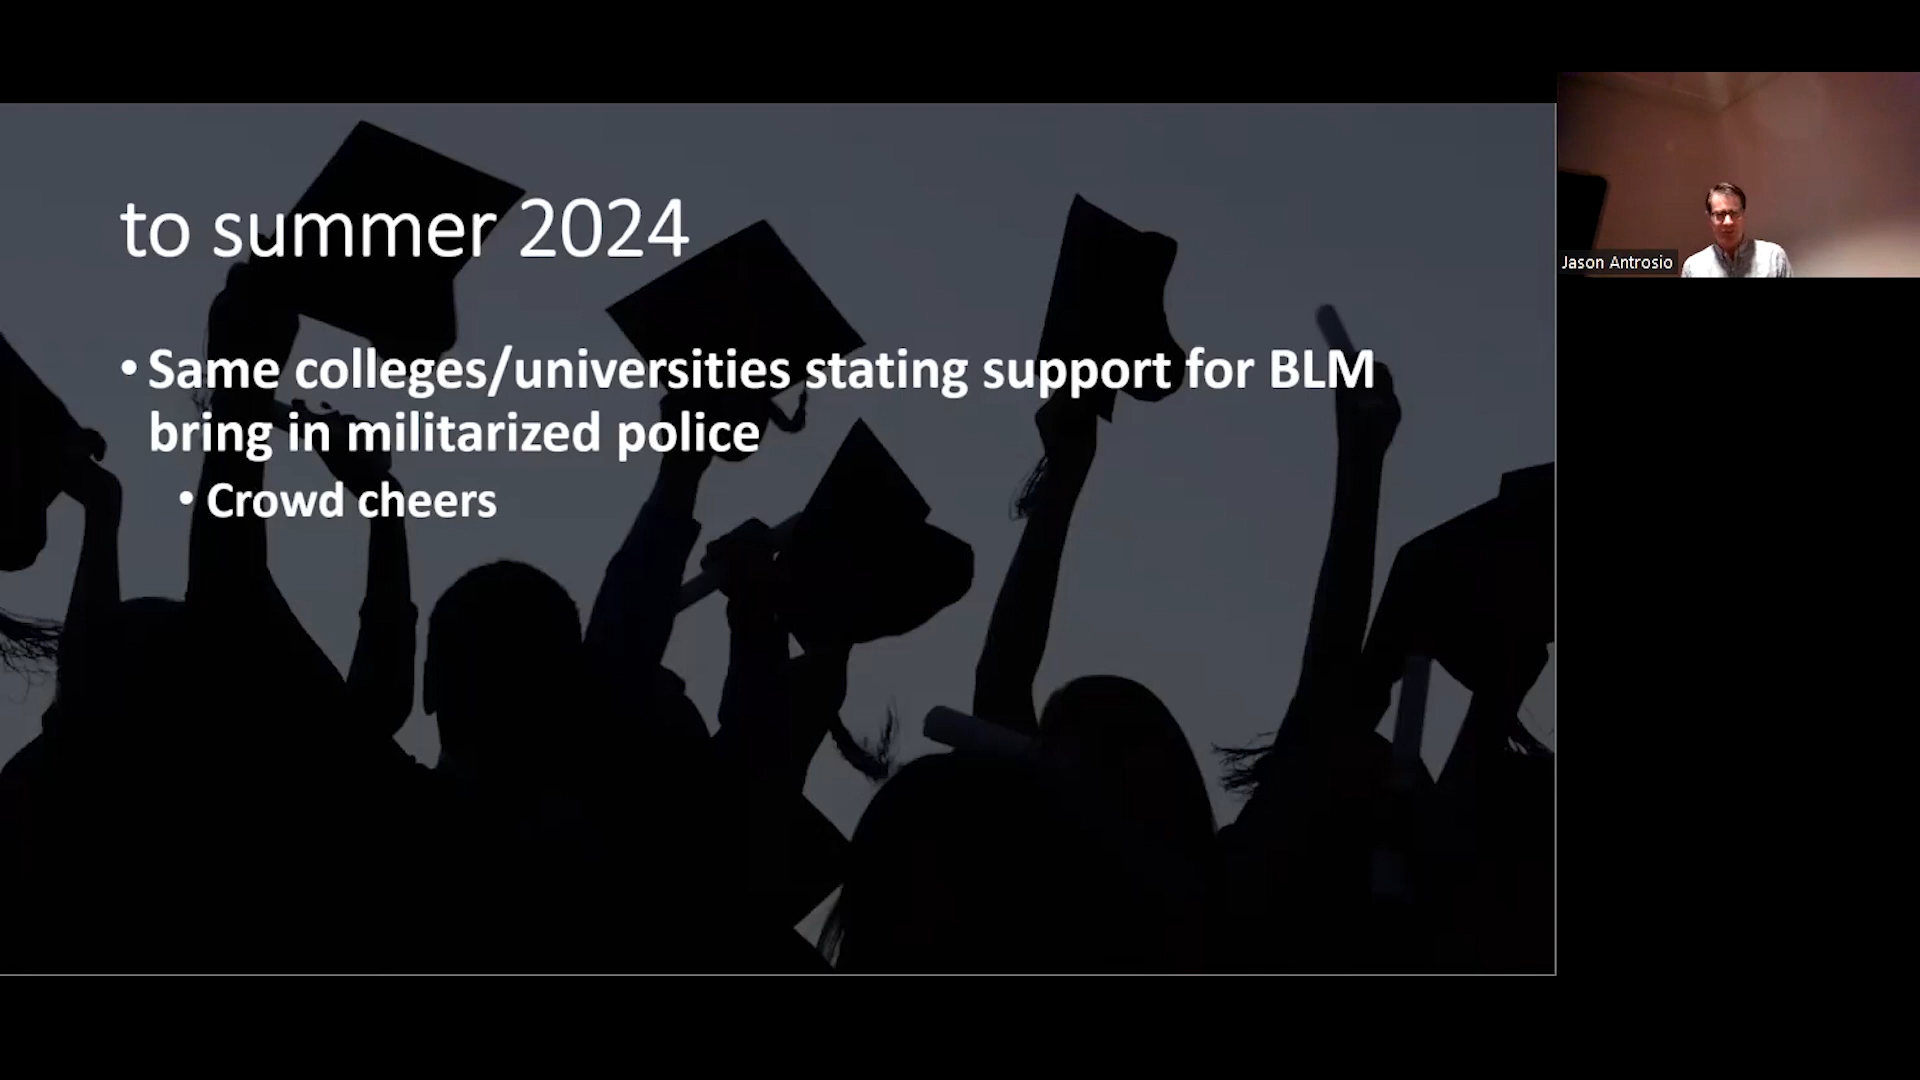 to summer 2024
• Same colleges/universities stating support for BLM
bring in militarized police
• Crowd cheers
Jason Antrosio